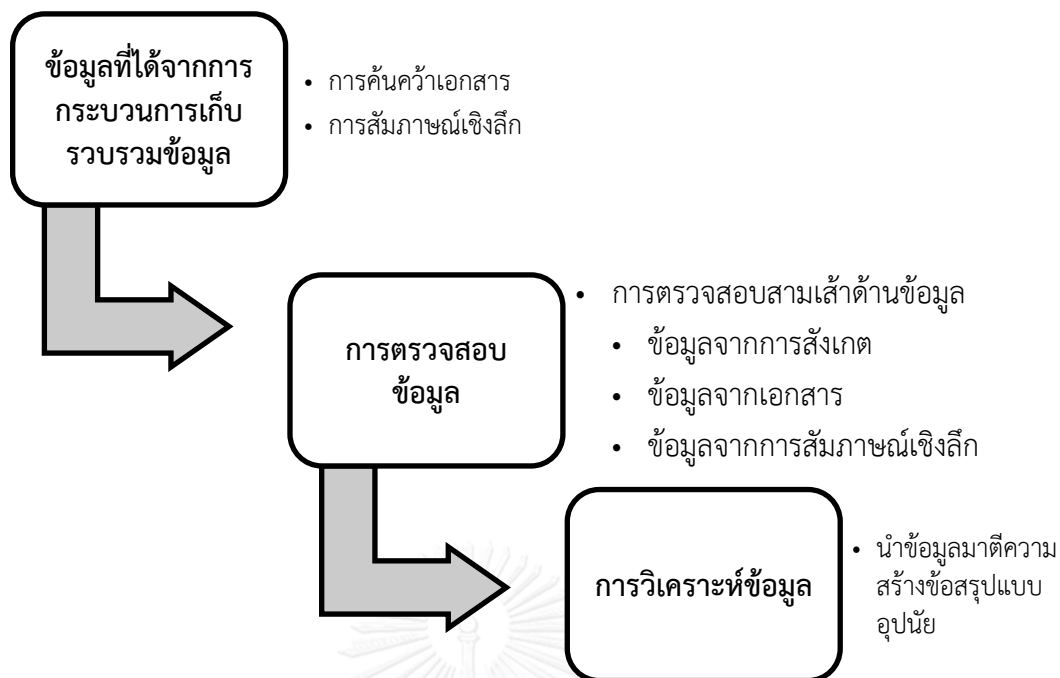 ข้อมูลที่ได้จากการ
กระบวนการเก็บ
รวบรวมข้อมูล
• การค้นคว้าเอกสาร
• การสัมภาษณ์เชิงลึก
การตรวจสอบ
ข้อมูล
• การตรวจสอบสามเส้าด้านข้อมูล
• ข้อมูลจากการสังเกต
• ข้อมูลจากเอกสาร
• ข้อมูลจากการสัมภาษณ์เชิงลึก
การวิเคราะห์ข้อมูล
• นำข้อมูลมาตีความ
สร้างข้อสรุปแบบ
อุปนัย